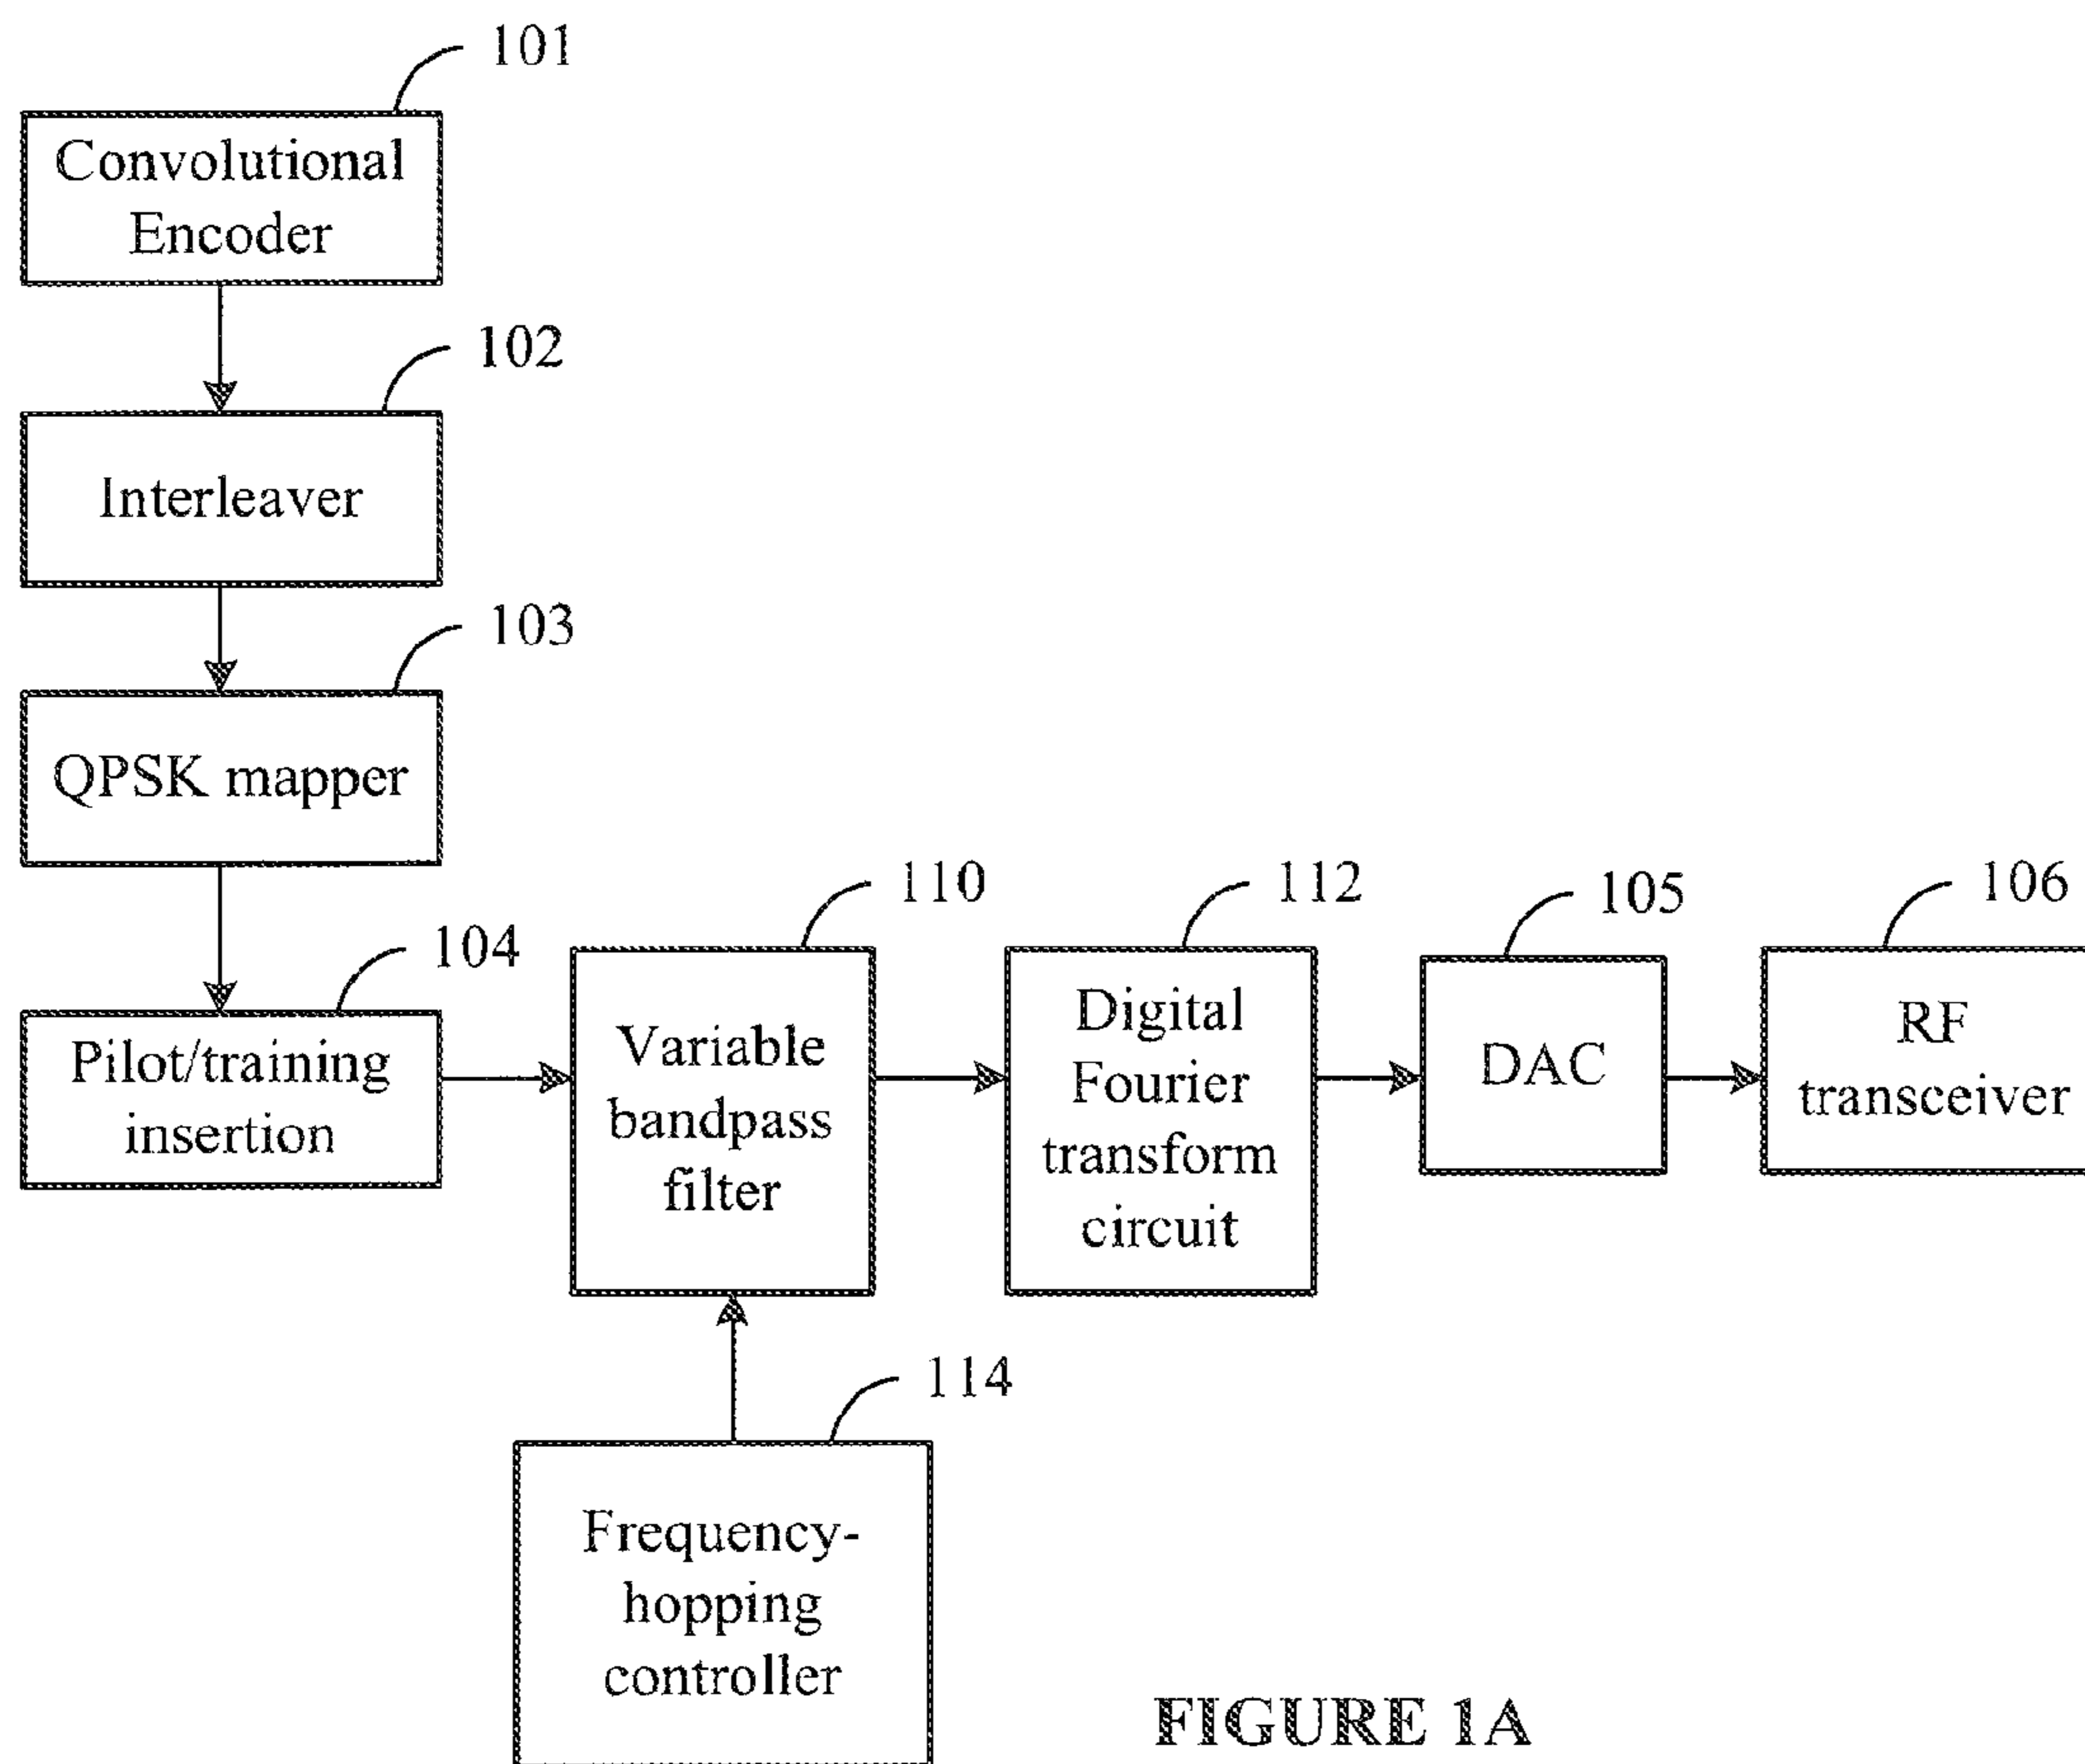 101
Convolutional
Encoder
102
Interleaver
103
QPSK mapper
104
Pilot/training
insertion
110
Variable
bandpass
filter
112
Digital
Fourier
transform
circuit
105
DAC
106
RF
transceiver
114
Frequency-
hopping
controller
FIGURE 1A